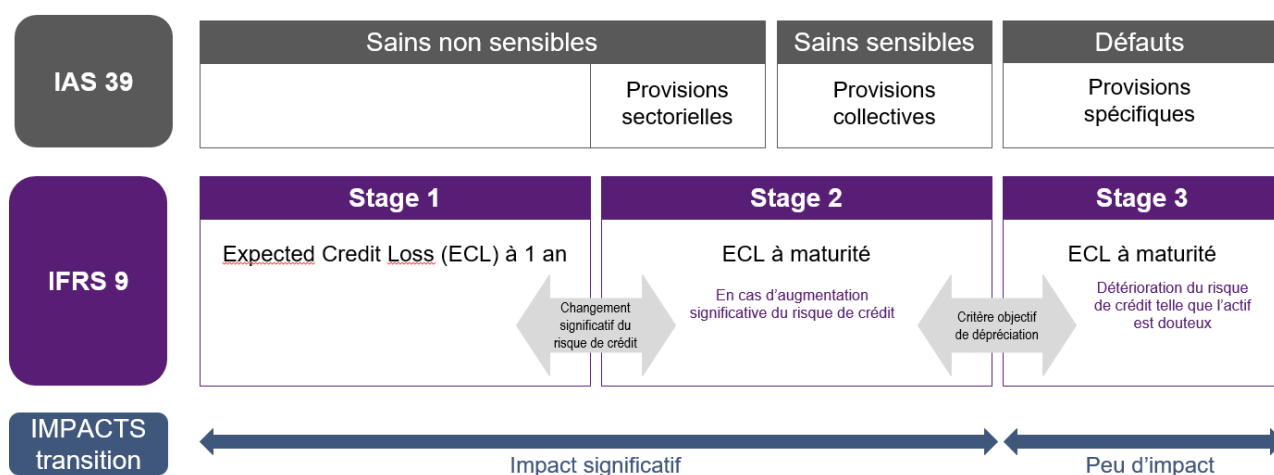 IAS 39
Sains non sensibles
Sains sensibles
Défauts
Provisions
sectorielles
Provisions
collectives
Provisions
spécifiques
IFRS 9
Stage 1
Stage 2
Stage 3
Expected Credit Loss (ECL) à 1 an
ECL à maturité
ECL à maturité
Changement
significatif du
risque de crédit
En cas d'augmentation
significative du risque de crédit
Critère objectif
de dépréciation
Détérioration du risque
de crédit telle que l'actif
est douteux
IMPACTS
transition
Impact significatif
Peu d'impact